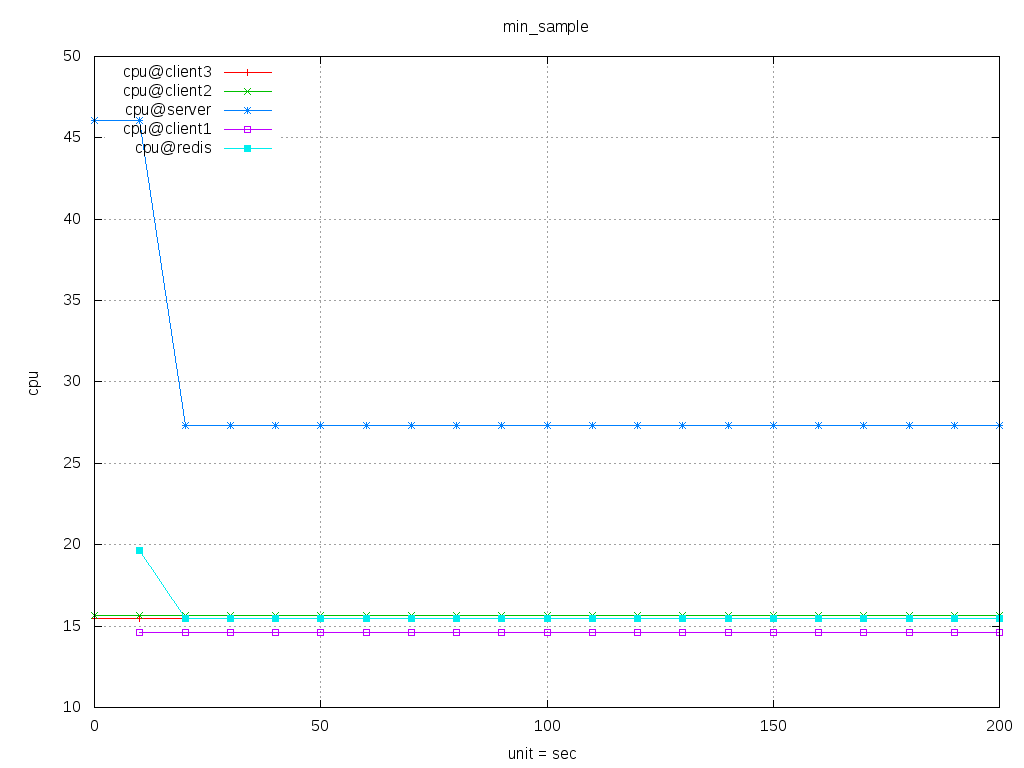 min_sample
50
45
40
35
30
25
20
15
10
cpu
cpu@client3
cpu@client2
cpu@server
cpu@client1
cpu@redis
0 50 100 150 200
unit = sec